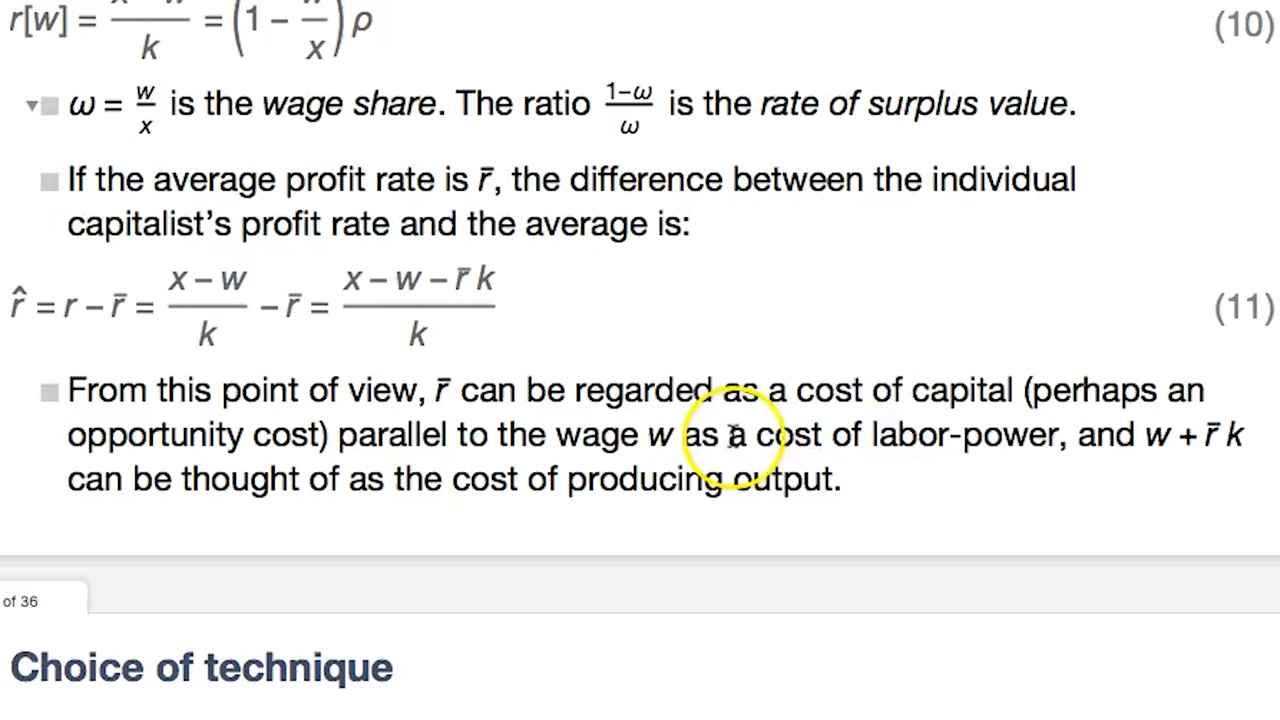 r[w] = x − w / k = (1 − w/x) ρ (10)
ω = w/x is the wage share. The ratio 1−ω/ω is the rate of surplus value.
If the average profit rate is r̄, the difference between the individual
capitalist’s profit rate and the average is:
r̂ = r − r̄ = x − w / k − r̄ = x − w − r̄ k / k (11)
From this point of view, r̄ can be regarded as a cost of capital (perhaps an
opportunity cost) parallel to the wage w as a cost of labor-power, and w + r̄ k
can be thought of as the cost of producing output.
of 36
Choice of technique